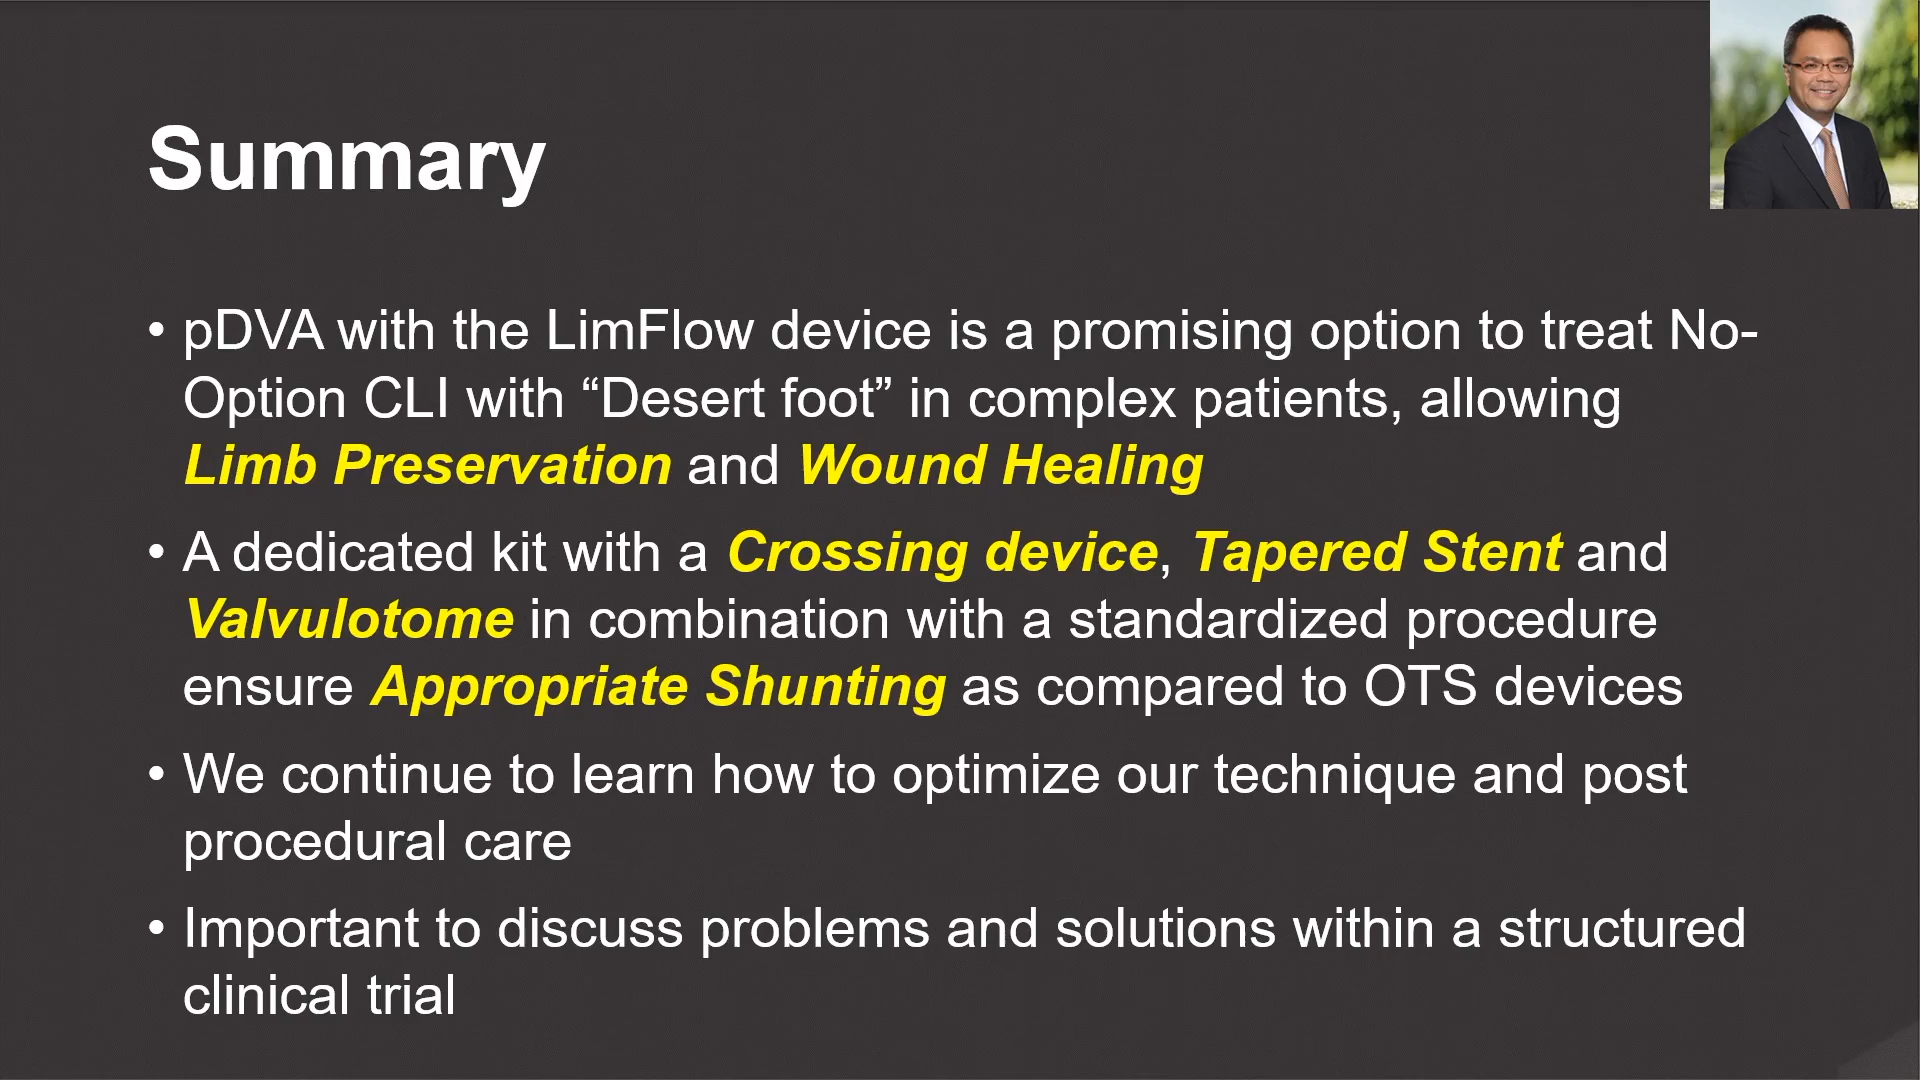 Summary
• pDVA with the LimFlow device is a promising option to treat No-
Option CLI with “Desert foot” in complex patients, allowing
Limb Preservation and Wound Healing
• A dedicated kit with a Crossing device, Tapered Stent and
Valvulotome in combination with a standardized procedure
ensure Appropriate Shunting as compared to OTS devices
• We continue to learn how to optimize our technique and post
procedural care
• Important to discuss problems and solutions within a structured
clinical trial